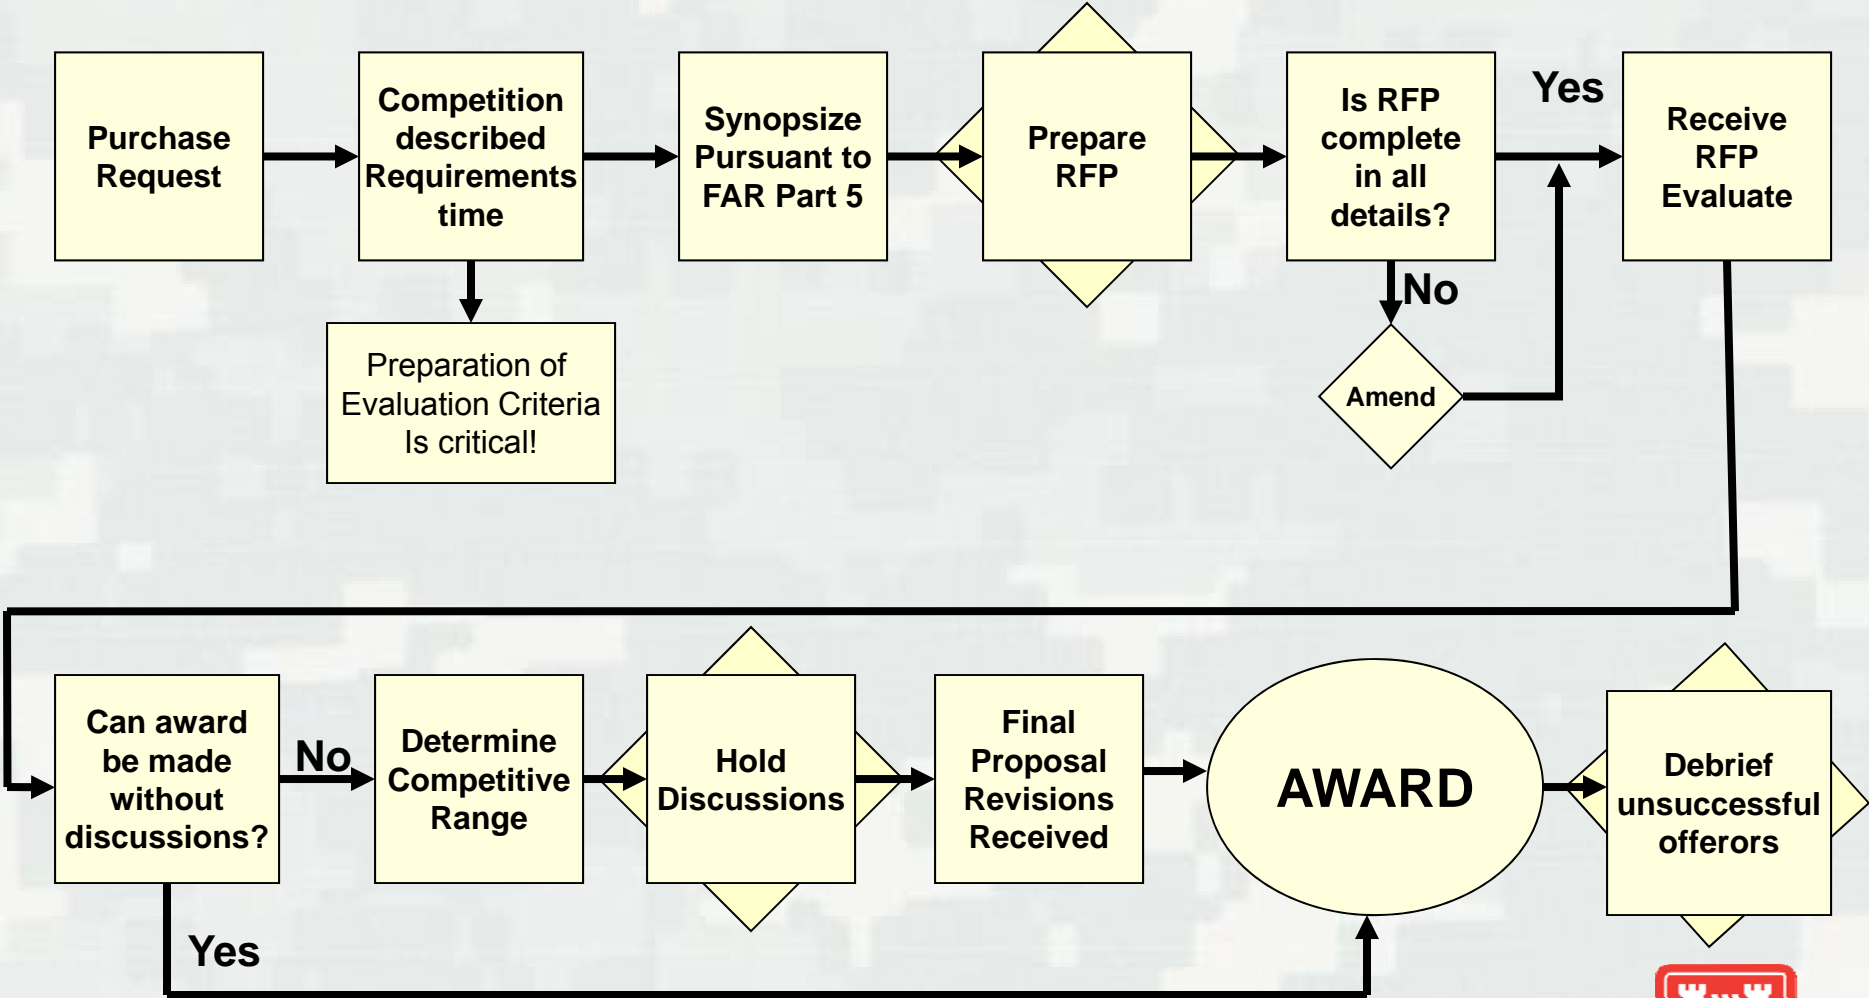 Purchase
Request
Competition
described
Requirements
time
Synopsize
Pursuant to
FAR Part 5
Prepare
RFP
Is RFP
complete
in all
details?
Yes
Receive
RFP
Evaluate
No
Amend
Preparation of
Evaluation Criteria
Is critical!
Can award
be made
without
discussions?
No
Determine
Competitive
Range
Hold
Discussions
Final
Proposal
Revisions
Received
AWARD
Debrief
unsuccessful
offerors
Yes